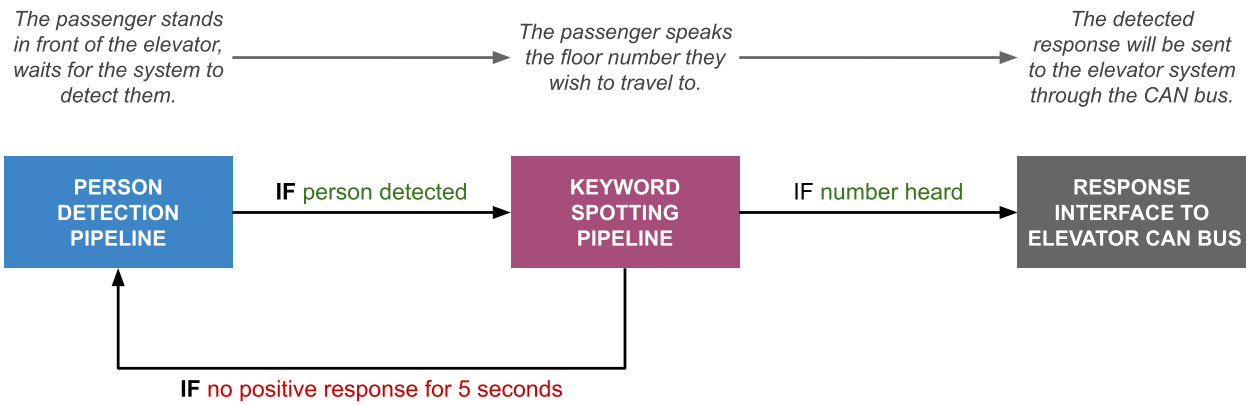 The passenger stands
in front of the elevator,
waits for the system to
detect them.
The passenger speaks
the floor number they
wish to travel to.
The detected
response will be sent
to the elevator system
through the CAN bus.
PERSON
DETECTION
PIPELINE
IF person detected
KEYWORD
SPOTTING
PIPELINE
IF number heard
RESPONSE
INTERFACE TO
ELEVATOR CAN BUS
IF no positive response for 5 seconds